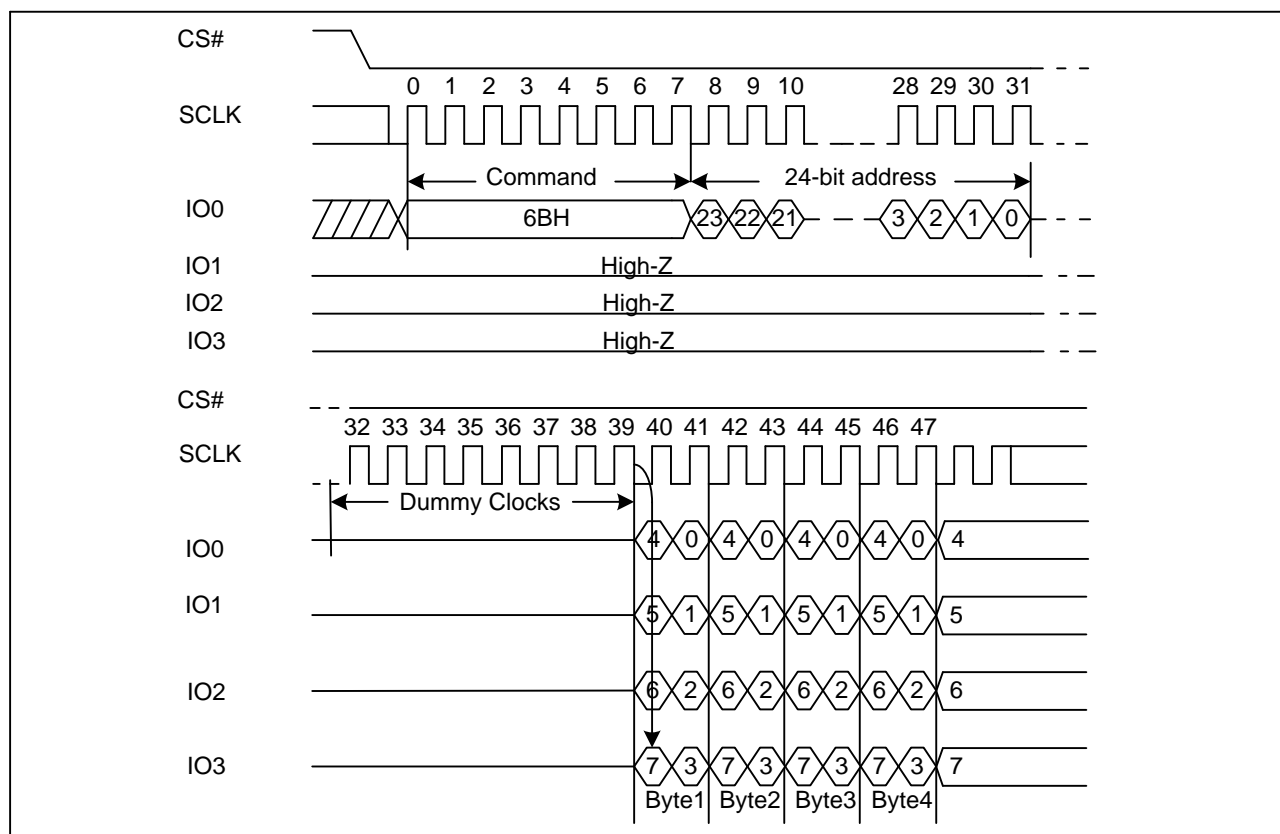 CS#
0 1 2 3 4 5 6 7 8 9 10 28 29 30 31
SCLK
Command 24-bit address
IO0 6BH 23 22 21 3 2 1 0
IO1 High-Z
IO2 High-Z
IO3 High-Z
CS#
32 33 34 35 36 37 38 39 40 41 42 43 44 45 46 47
SCLK
Dummy Clocks
IO0 4 0 4 0 4 0 4 0 4
IO1 5 1 5 1 5 1 5 1 5
IO2 6 2 6 2 6 2 6 2 6
IO3 7 3 7 3 7 3 7 3 7
Byte1 Byte2 Byte3 Byte4